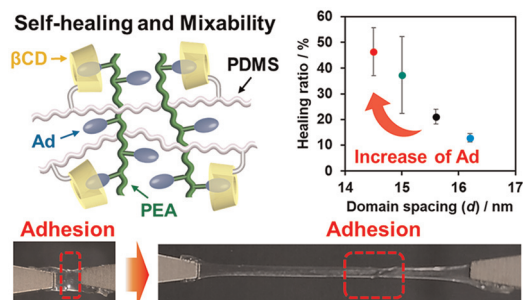 Self-healing and Mixability
βCD
PDMS
Ad
PEA
Healing ratio / %
60
50
40
30
20
10
0
Increase of Ad
14
15
16
17
Domain spacing (d) / nm
Adhesion
Adhesion